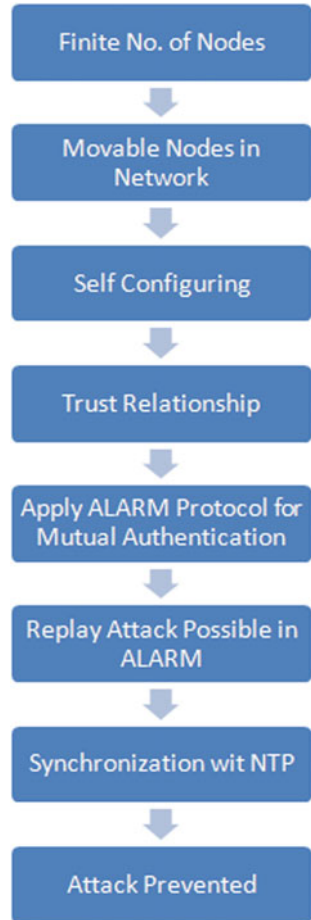 Finite No. of Nodes
Movable Nodes in
Network
Self Configuring
Trust Relationship
Apply ALARM Protocol for
Mutual Authentication
Replay Attack Possible in
ALARM
Synchronization wit NTP
Attack Prevented